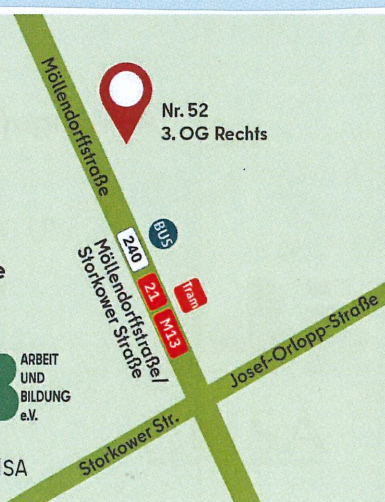 Möllendorffstraße
Nr. 52
3. OG Rechts
BUS
240
21
Tram
M13
Möllendorffstraße/
Storkower Straße
Josef-Orlopp-Straße
Storkower Str.
e
ARBEIT
UND
BILDUNG
e.V.
SA